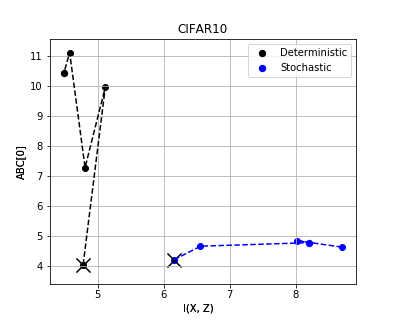 CIFAR10
Deterministic
Stochastic
ABC[0]
11
10
9
8
7
6
5
4
5
6
7
8
I(X, Z)